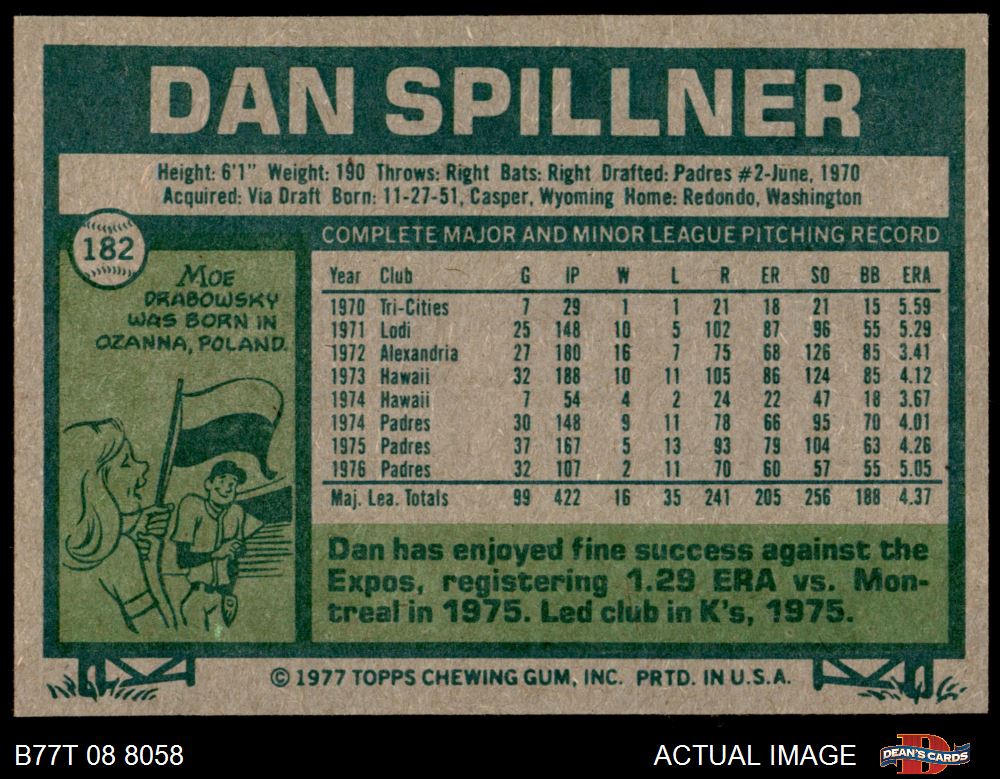 DAN SPILLNER
Height: 6'1" Weight: 190 Throws: Right Bats: Right Drafted: Padres #2-June, 1970
Acquired: Via Draft Born: 11-27-51, Casper, Wyoming Home: Redondo, Washington
182
MOE
DRABOWSKY
WAS BORN IN
OZANNA, POLAND.
COMPLETE MAJOR AND MINOR LEAGUE PITCHING RECORD
Year Club G IP W L R ER SO BB ERA
1970 Tri-Cities 7 29 1 1 21 18 21 15 5.59
1971 Lodi 25 148 10 5 102 87 96 55 5.29
1972 Alexandria 27 180 16 7 75 68 126 85 3.41
1973 Hawaii 32 188 10 11 105 86 124 85 4.12
1974 Hawaii 7 54 4 2 24 22 47 18 3.67
1974 Padres 30 148 9 11 78 66 95 70 4.01
1975 Padres 37 167 5 13 93 79 104 63 4.26
1976 Padres 32 107 2 11 70 60 57 55 5.05
Maj. Lea. Totals 99 422 16 35 241 205 256 188 4.37
Dan has enjoyed fine success against the
Expos, registering 1.29 ERA vs. Mon-
treal in 1975. Led club in K's, 1975.
© 1977 TOPPS CHEWING GUM, INC. PRTD. IN U.S.A.
B77T 08 8058
ACTUAL IMAGE
DEAN'S CARDS